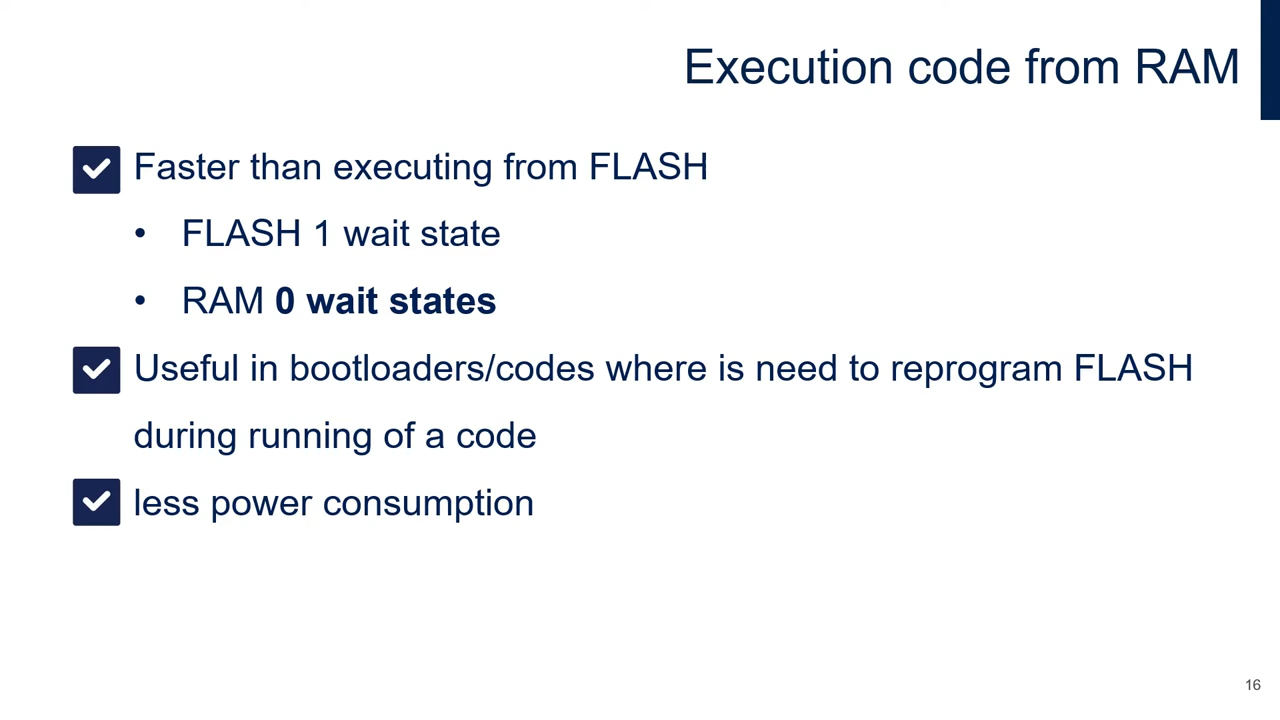 Execution code from RAM
Faster than executing from FLASH
• FLASH 1 wait state
• RAM 0 wait states
Useful in bootloaders/codes where is need to reprogram FLASH
during running of a code
less power consumption
16